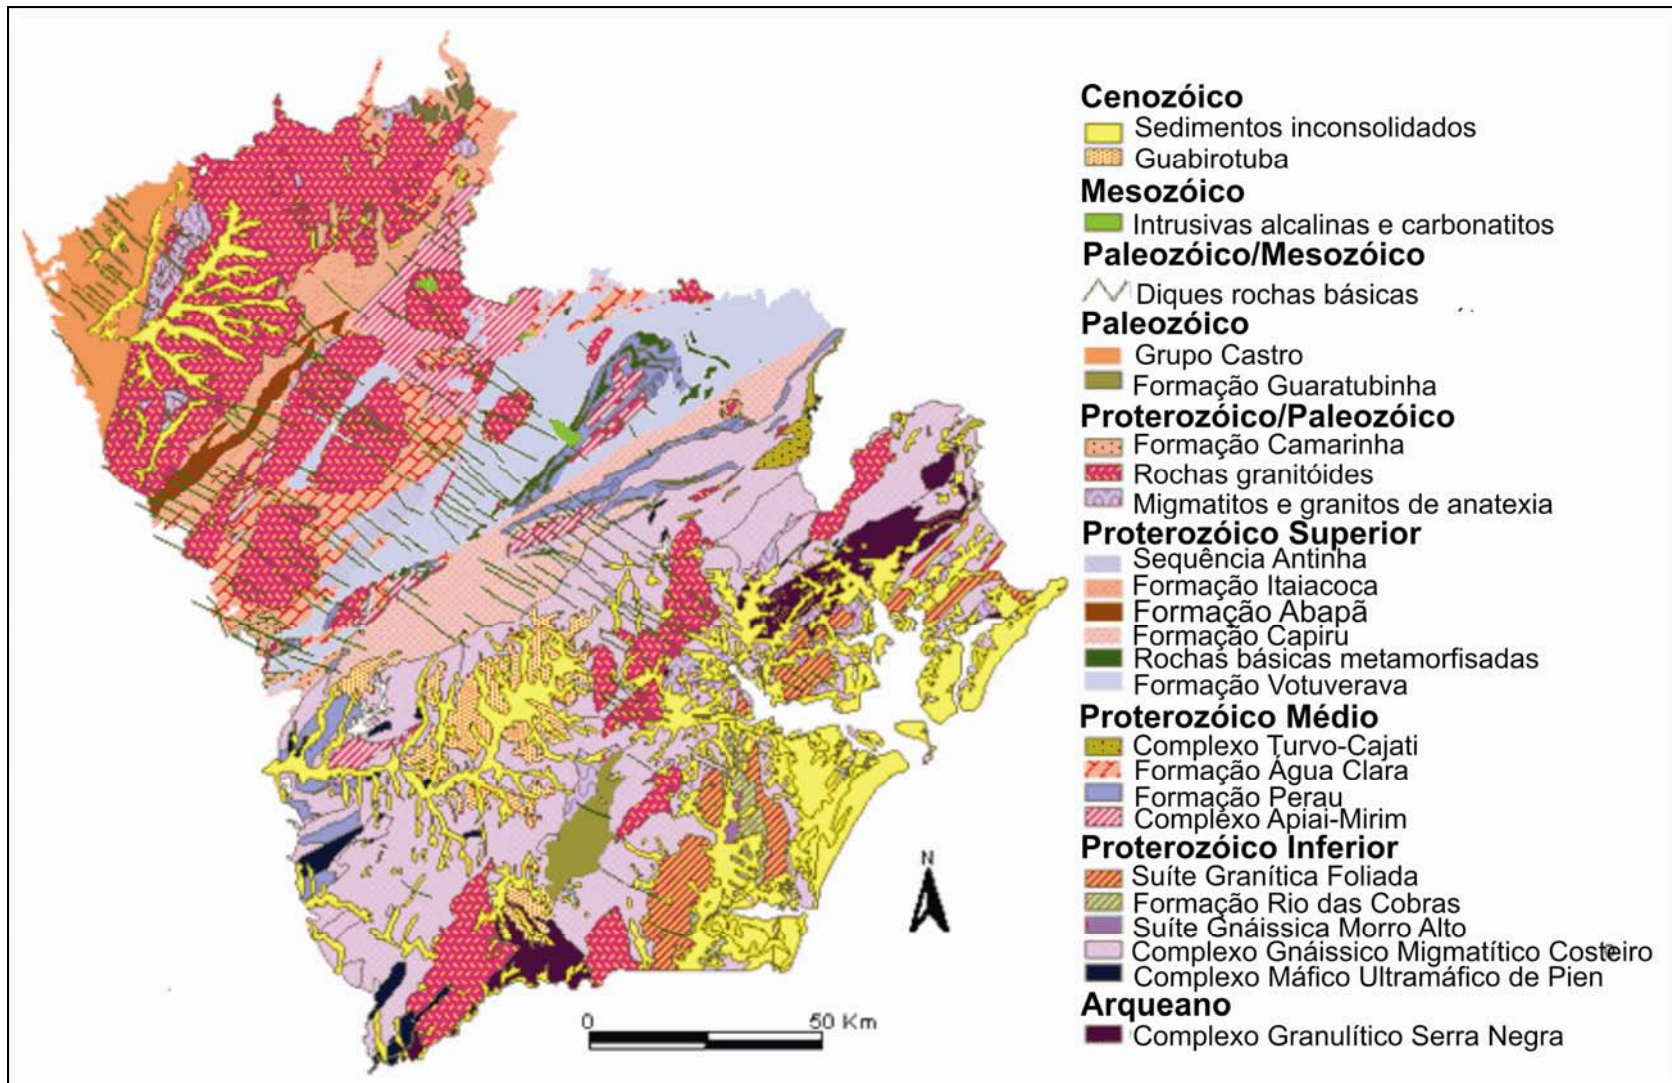 Cenozóico
Sedimentos inconsolidados
Guabirotuba
Mesozóico
Intrusivas alcalinas e carbonatitos
Paleozóico/Mesozóico
Diques rochas básicas
Paleozóico
Grupo Castro
Formação Guaratubinha
Proterozóico/Paleozóico
Formação Camarinha
Rochas granitóides
Migmatitos e granitos de anatexia
Proterozóico Superior
Sequência Antinha
Formação Itaiacoca
Formação Abapã
Formação Capiru
Rochas básicas metamorfisadas
Formação Votuverava
Proterozóico Médio
Complexo Turvo-Cajati
Formação Água Clara
Formação Perau
Complexo Apiai-Mirim
Proterozóico Inferior
Suíte Granítica Foliada
Formação Rio das Cobras
Suíte Gnáissica Morro Alto
Complexo Gnáissico Migmatítico Costeiro
Complexo Máfico Ultramáfico de Pien
Arqueano
Complexo Granulítico Serra Negra
N
0 50 Km